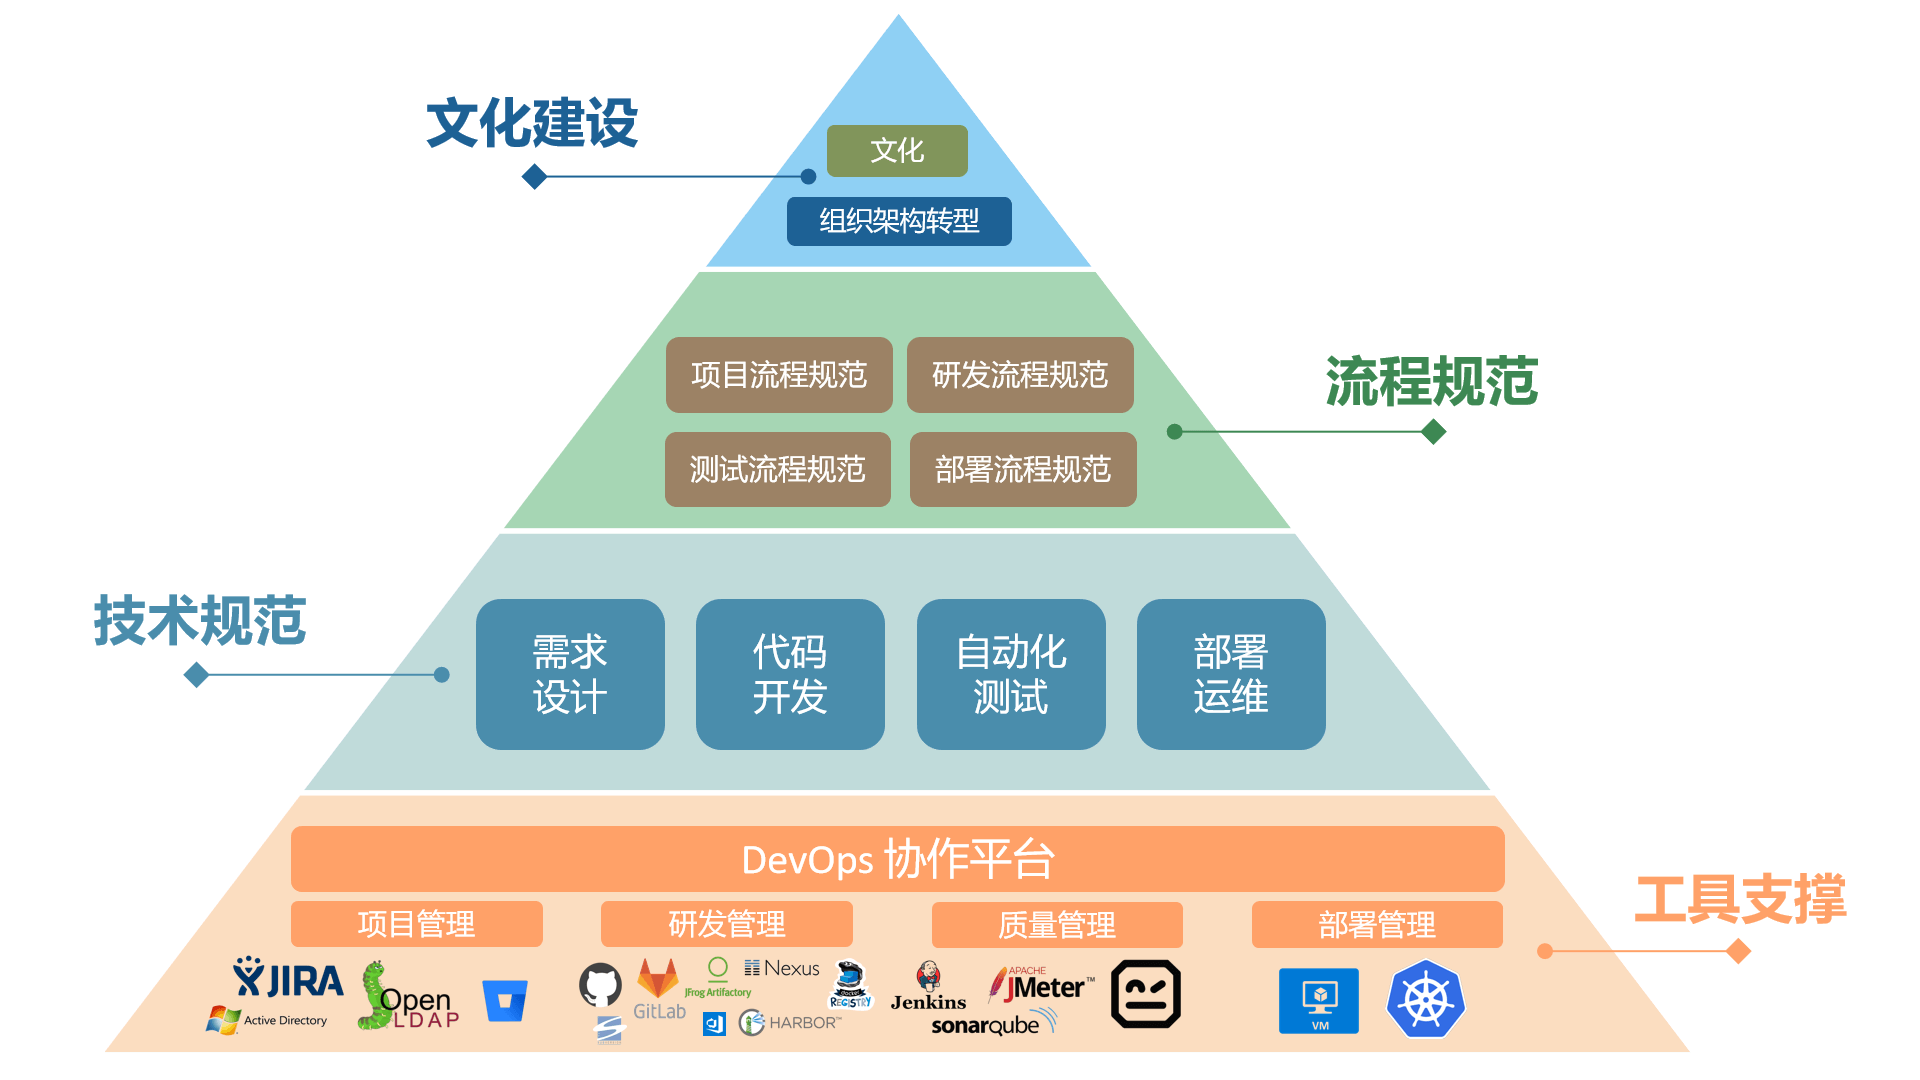 文化建设
文化
组织架构转型
项目流程规范
研发流程规范
流程规范
测试流程规范
部署流程规范
技术规范
需求
设计
代码
开发
自动化
测试
部署
运维
DevOps 协作平台
工具支撑
项目管理
研发管理
质量管理
部署管理
JIRA
Active Directory
Open
LDAP
GitLab
JFrog Artifactory
Nexus
HARBOR™
REGISTRY
Jenkins
APACHE
JMeter™
sonarqube
VM